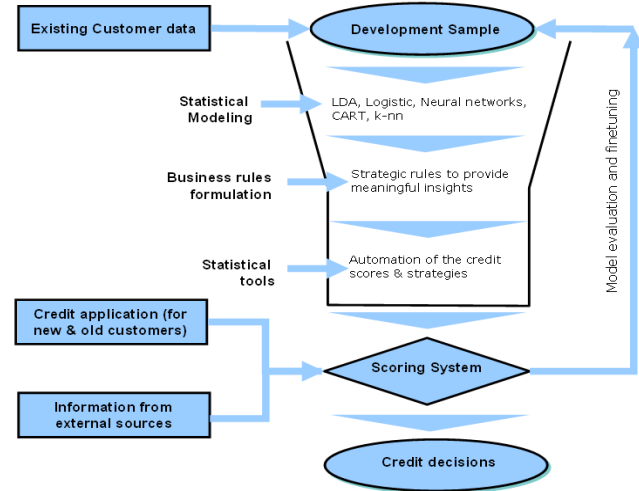 Existing Customer data
Development Sample
Statistical
Modeling
LDA, Logistic, Neural networks,
CART, k-nn
Business rules
formulation
Strategic rules to provide
meaningful insights
Statistical
tools
Automation of the credit
scores & strategies
Model evaluation and finetuning
Credit application (for
new & old customers)
Scoring System
Information from
external sources
Credit decisions